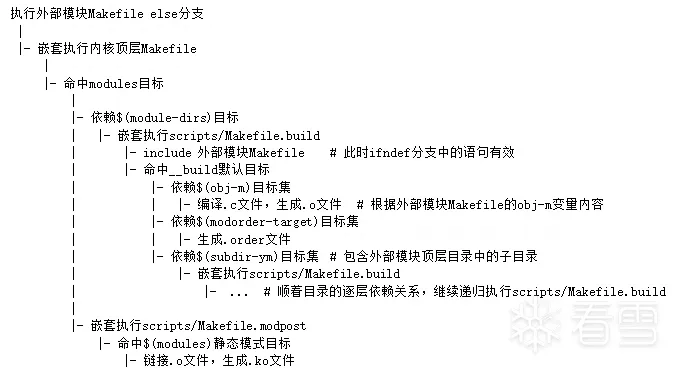 执行外部模块Makefile else分支
|
|- 嵌套执行内核顶层Makefile
|
|- 命中modules目标
|
|- 依赖$(module-dirs)目标
| |- 嵌套执行scripts/Makefile.build
| |- include 外部模块Makefile # 此时ifndef分支中的语句有效
| |- 命中__build默认目标
| |- 依赖$(obj-m)目标集
| |- 编译.c文件, 生成.o文件 # 根据外部模块Makefile的obj-m变量内容
| |- 依赖$(modorder-target)目标集
| |- 生成.order文件
| |- 依赖$(subdir-ym)目标集 # 包含外部模块顶层目录中的子目录
| |- 嵌套执行scripts/Makefile.build
| |- ... # 顺着目录的逐层依赖关系, 继续递归执行scripts/Makefile.build
|
|- 嵌套执行scripts/Makefile.modpost
|- 命中$(modules)静态模式目标
|- 链接.o文件, 生成.ko文件
看雪